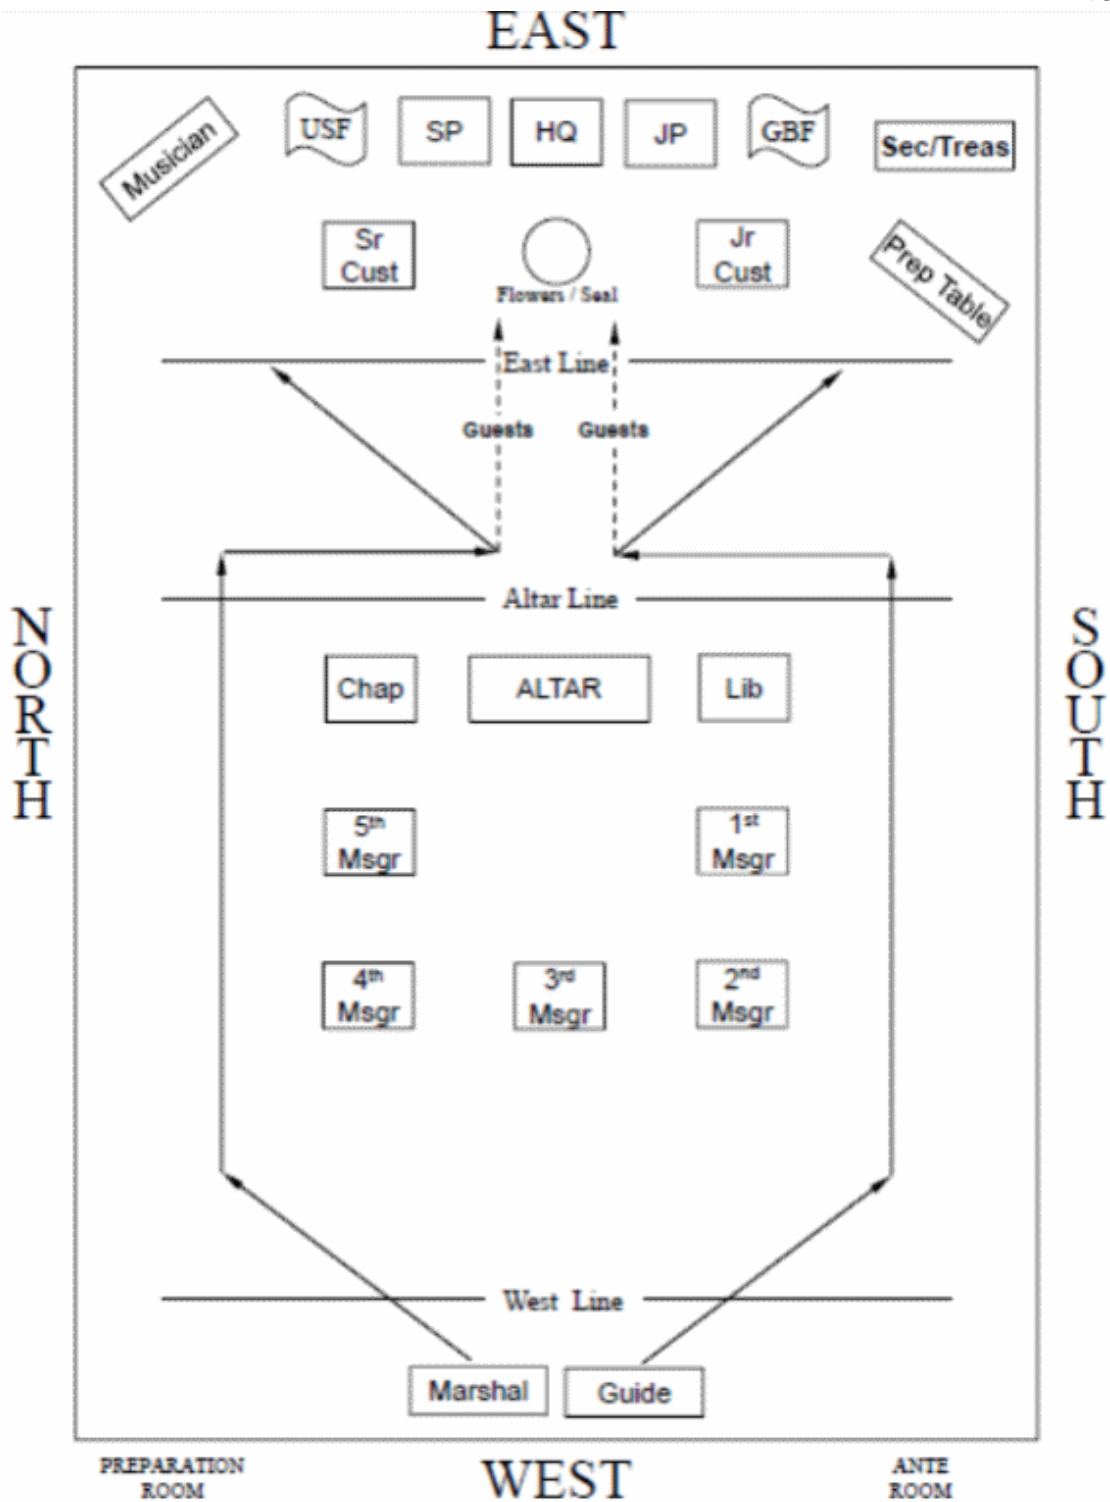 EAST
Musician
USF
SP
HQ
JP
GBF
Sec/Treas
Sr
Cust
Flowers / Seal
Jr
Cust
Prep Table
East Line
Guests
Guests
Altar Line
NORTH
SOUTH
Chap
ALTAR
Lib
5th
Msgr
1st
Msgr
4th
Msgr
3rd
Msgr
2nd
Msgr
West Line
Marshal
Guide
PREPARATION
ROOM
WEST
ANTE
ROOM